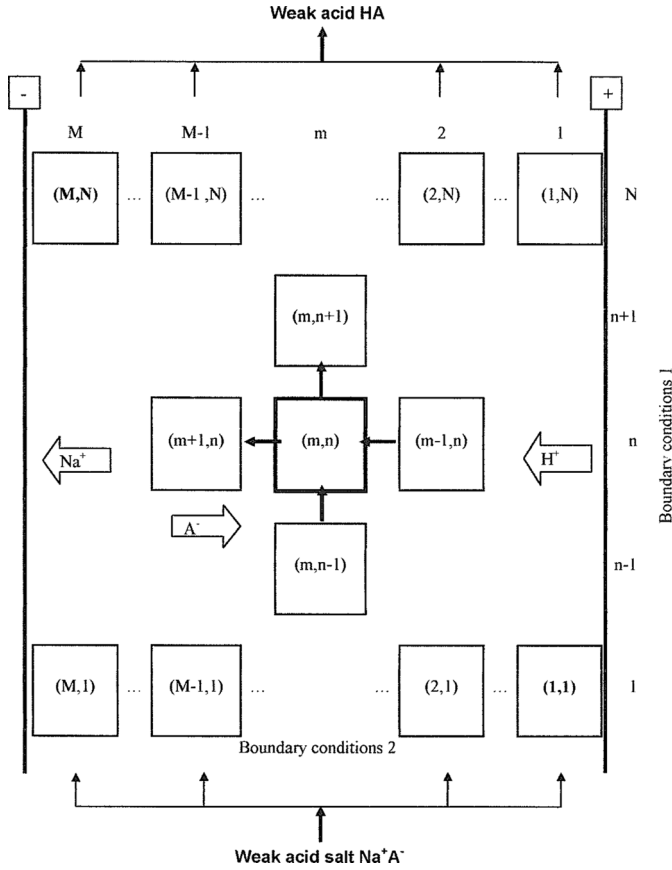 Weak acid HA
- +
M M-1 m 2 1
(M,N) ... (M-1 ,N) ... ... (2,N) ... (1,N) N
(m,n+1) n+1
Boundary conditions 1
(m+1,n) (m,n) (m-1,n) n
Na+ H+
A-
(m,n-1) n-1
(M,1) ... (M-1,1) ... ... (2,1) ... (1,1) 1
Boundary conditions 2
Weak acid salt Na+A-